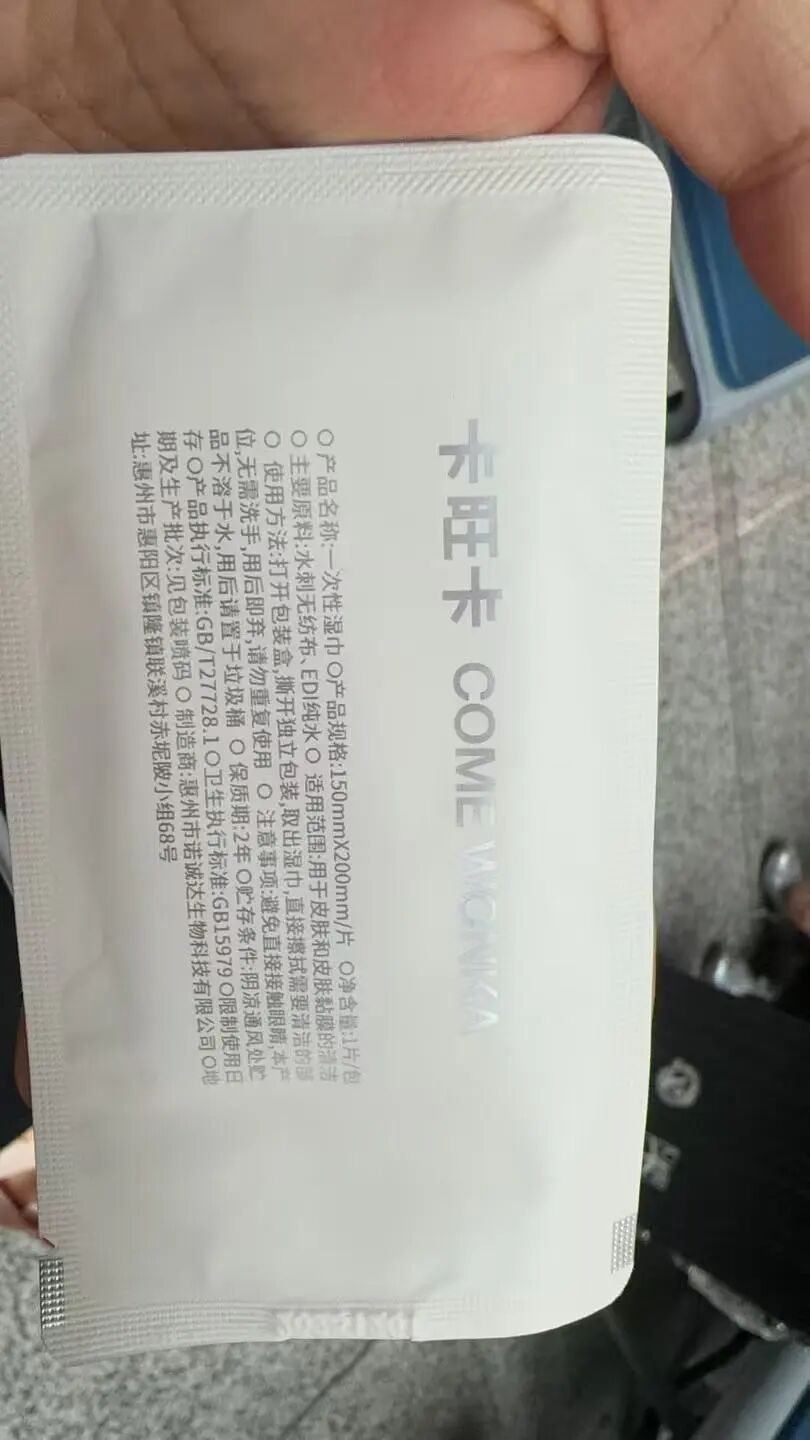 卡旺卡 COME WONKA
○产品名称:一次性湿巾 ○产品规格:150mmX200mm/片 ○净含量:1片/包
○主要原料:水刺无纺布、EDI纯水 ○ 适用范围:用于皮肤和皮肤黏膜的清洁
○ 使用方法:打开包装盒,撕开独立包装,取出湿巾,直接擦拭需要清洁的部
位,无需洗手,用后即弃,请勿重复使用 ○ 注意事项:避免直接接触眼睛,本产
品不溶于水,用后请置于垃圾桶 ○ 保质期:2年 ○贮存条件:阴凉通风处贮
存 ○产品执行标准:GB/T27728.1 ○卫生执行标准:GB15979 ○限制使用日
期及生产批次:见包装喷码 ○ 制造商:惠州市诺诚达生物科技有限公司 ○地
址:惠州市惠阳区镇隆镇联溪村赤坭陂小组68号